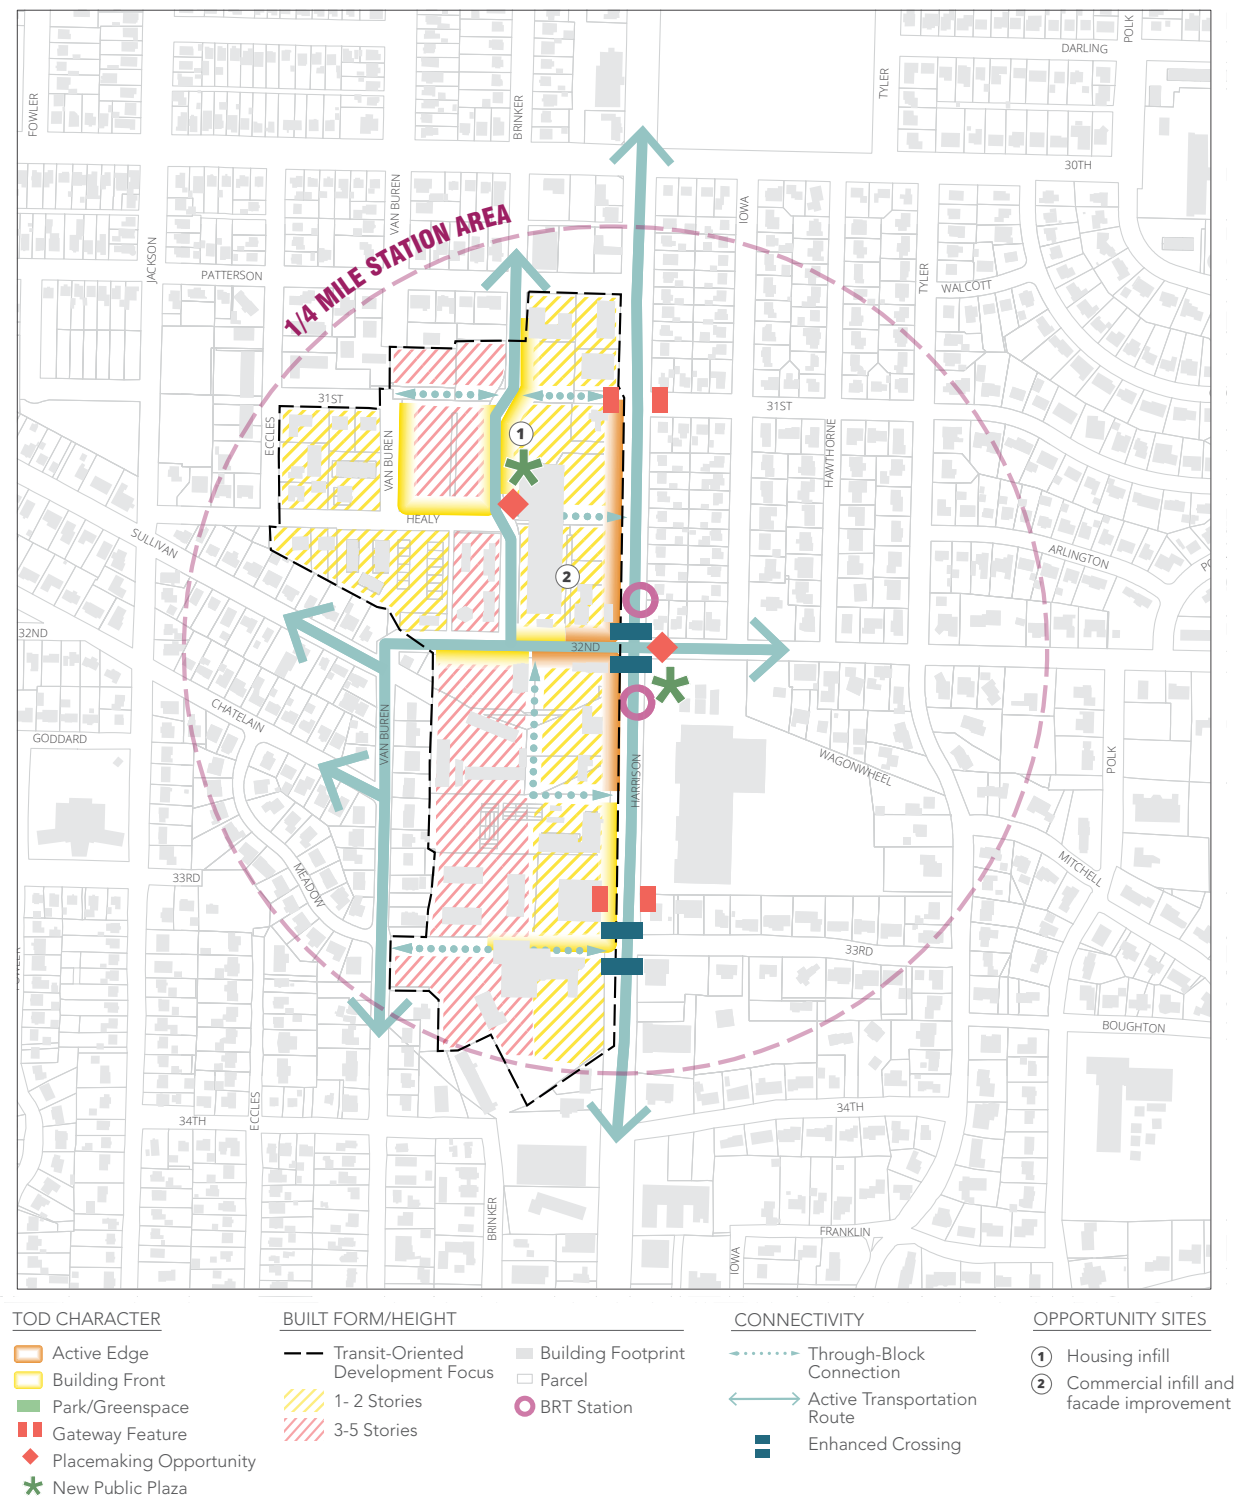 DARLING
POLK
TYLER
FOWLER
BRINKER
30TH
VAN BUREN
IOWA
1/4 MILE STATION AREA
JACKSON
PATTERSON
TYLER
WALCOTT
31ST
31ST
ECCLES
VAN BUREN
HAWTHORNE
1
HEALY
SULLIVAN
ARLINGTON
2
32ND
32ND
CHATELAIN
VAN BUREN
GODDARD
HARRISON
WAGONWHEEL
POLK
MEADOW
33RD
MITCHELL
33RD
BOUGHTON
ECCLES
34TH
34TH
BRINKER
FRANKLIN
IOWA
TOD CHARACTER
Active Edge
Building Front
Park/Greenspace
Gateway Feature
Placemaking Opportunity
New Public Plaza
BUILT FORM/HEIGHT
Transit-Oriented
Development Focus
1- 2 Stories
3-5 Stories
Building Footprint
Parcel
BRT Station
CONNECTIVITY
Through-Block
Connection
Active Transportation
Route
Enhanced Crossing
OPPORTUNITY SITES
1 Housing infill
2 Commercial infill and
facade improvement